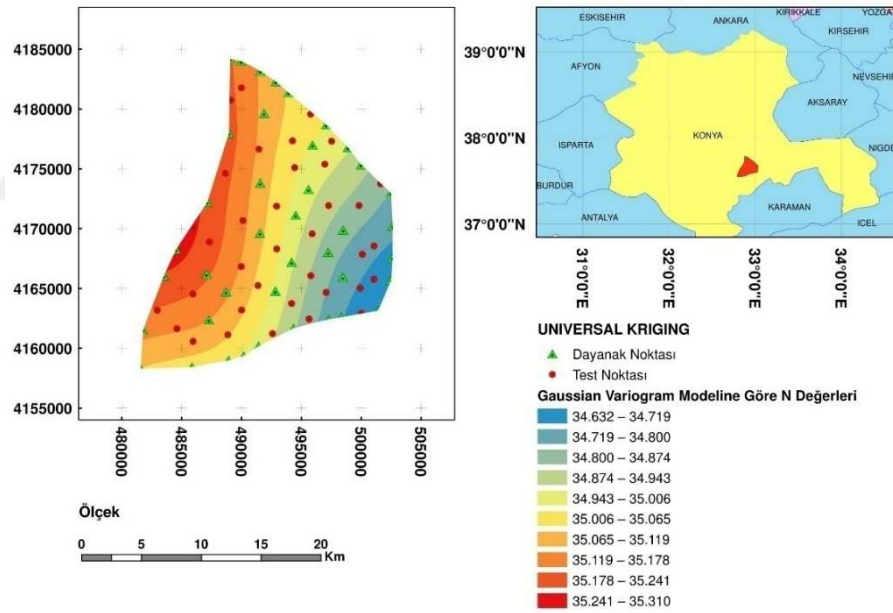 4185000
4180000
4175000
4170000
4165000
4160000
4155000
480000
485000
490000
495000
500000
505000
Ölçek
0 5 10 15 20
Km
ESKISEHIR
ANKARA
KIRIKKALE
YOZGA
KIRSEHIR
AFYON
NEVSEHIR
AKSARAY
KONYA
ISPARTA
NIGDE
BURDUR
KARAMAN
ANTALYA
ICEL
39°0'0"N
38°0'0"N
37°0'0"N
31°0'0"E
32°0'0"E
33°0'0"E
34°0'0"E
UNIVERSAL KRIGING
Dayanak Noktası
Test Noktası
Gaussian Variogram Modeline Göre N Değerleri
34.632 – 34.719
34.719 – 34.800
34.800 – 34.874
34.874 – 34.943
34.943 – 35.006
35.006 – 35.065
35.065 – 35.119
35.119 – 35.178
35.178 – 35.241
35.241 – 35.310